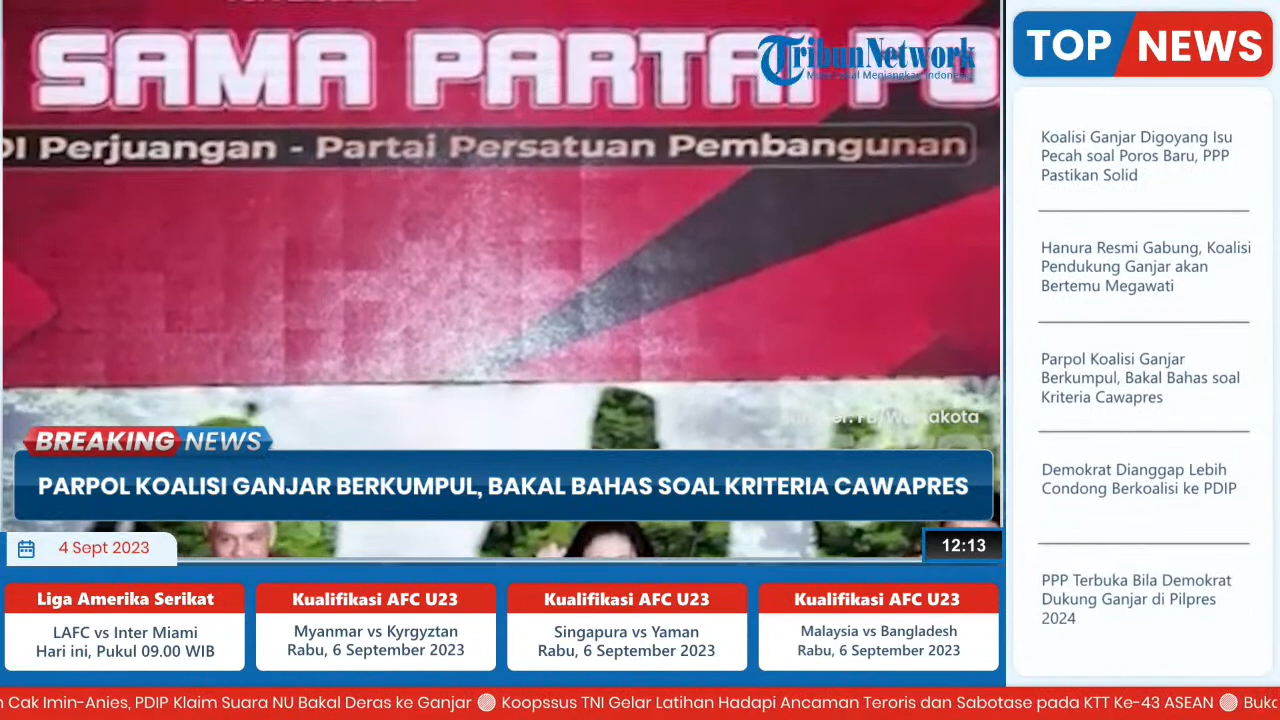 SAMA PARTAI PO
TribunNetwork
Mata Lokal Menjangkau Indonesia
DI Perjuangan - Partai Persatuan Pembangunan
BREAKING NEWS
PARPOL KOALISI GANJAR BERKUMPUL, BAKAL BAHAS SOAL KRITERIA CAWAPRES
4 Sept 2023
12:13
Liga Amerika Serikat
LAFC vs Inter Miami
Hari ini, Pukul 09.00 WIB
Kualifikasi AFC U23
Myanmar vs Kyrgyztan
Rabu, 6 September 2023
Kualifikasi AFC U23
Singapura vs Yaman
Rabu, 6 September 2023
Kualifikasi AFC U23
Malaysia vs Bangladesh
Rabu, 6 September 2023
TOP NEWS
Koalisi Ganjar Digoyang Isu
Pecah soal Poros Baru, PPP
Pastikan Solid
Hanura Resmi Gabung, Koalisi
Pendukung Ganjar akan
Bertemu Megawati
Parpol Koalisi Ganjar
Berkumpul, Bakal Bahas soal
Kriteria Cawapres
Demokrat Dianggap Lebih
Condong Berkoalisi ke PDIP
PPP Terbuka Bila Demokrat
Dukung Ganjar di Pilpres
2024
Cak Imin-Anies, PDIP Klaim Suara NU Bakal Deras ke Ganjar Koopssus TNI Gelar Latihan Hadapi Ancaman Teroris dan Sabotase pada KTT Ke-43 ASEAN Buka